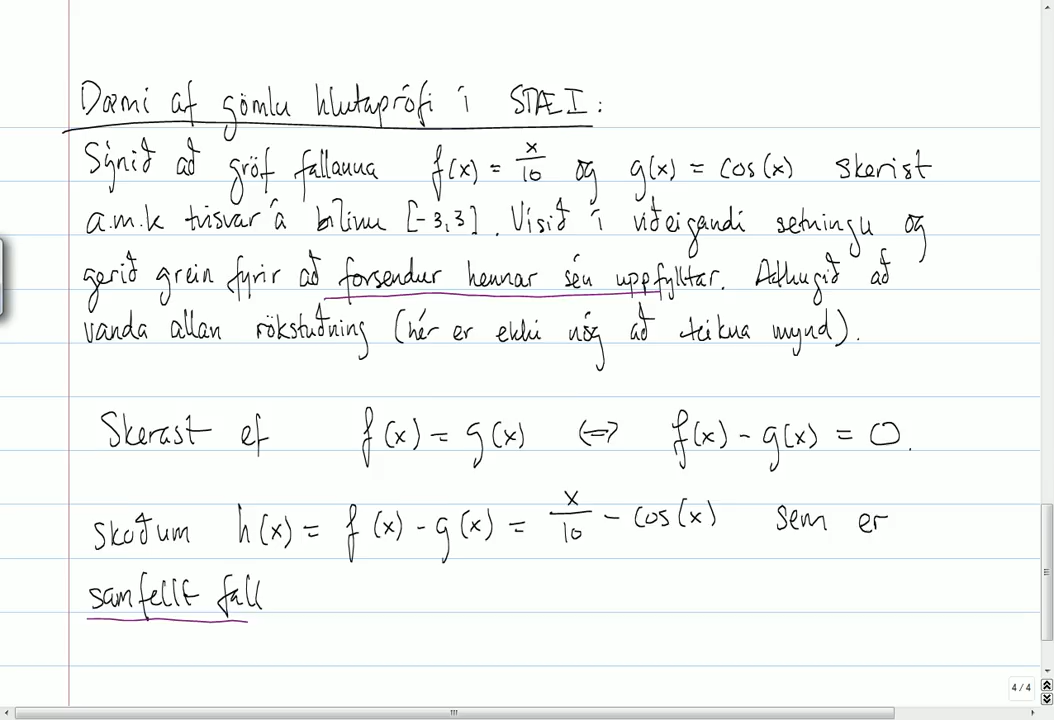 Dæmi af gömlu hlutaprófi í STÆ I:
Sýnið að gröf fallanna f(x) = x/10 og g(x) = cos(x) skerist
a.m.k tvisvar á bilinu [-3,3]. Vísið í viðeigandi setningu og
gerið grein fyrir að forsendur hennar séu uppfylltar. Athugið að
vanda allan rökstuðning (hér er ekki nóg að teikna mynd).
Skerast ef f(x) = g(x) ⇔ f(x) - g(x) = 0.
Skoðum h(x) = f(x) - g(x) = x/10 - cos(x) sem er
samfellt fall
4/4